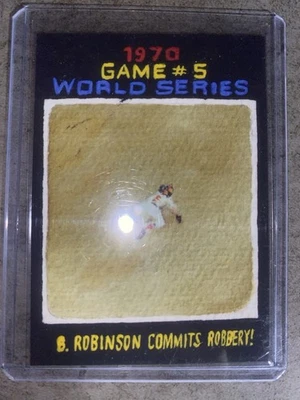 1970
GAME # 5
WORLD SERIES
B. ROBINSON COMMITS ROBBERY!